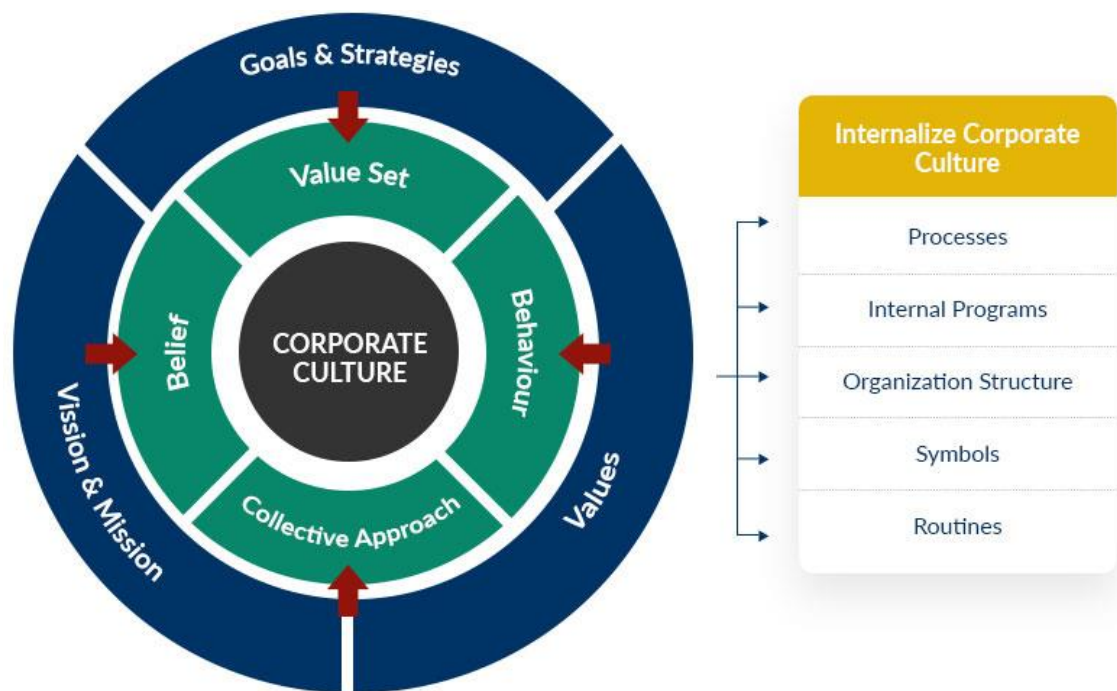 Goals & Strategies
Value Set
Belief
Behaviour
CORPORATE
CULTURE
Collective Approach
Vission & Mission
Values
Internalize Corporate
Culture
Processes
Internal Programs
Organization Structure
Symbols
Routines